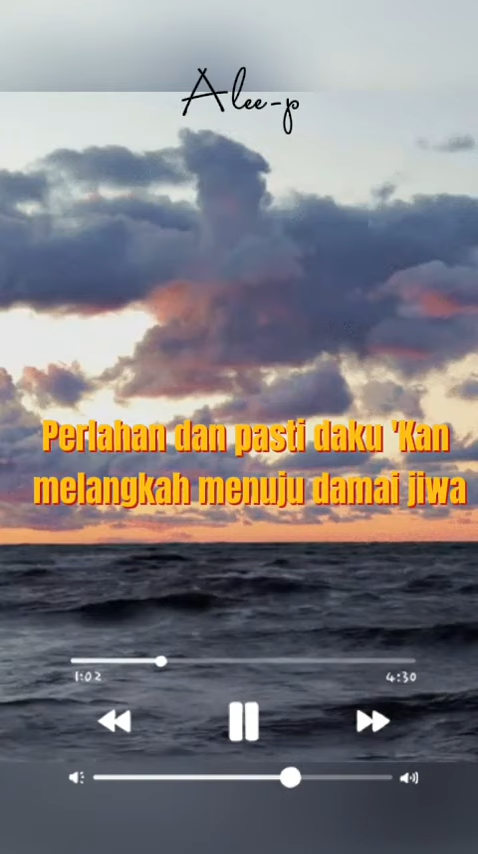 Alee-p
Perlahan dan pasti daku 'Kan
melangkah menuju damai jiwa
1:02
4:30